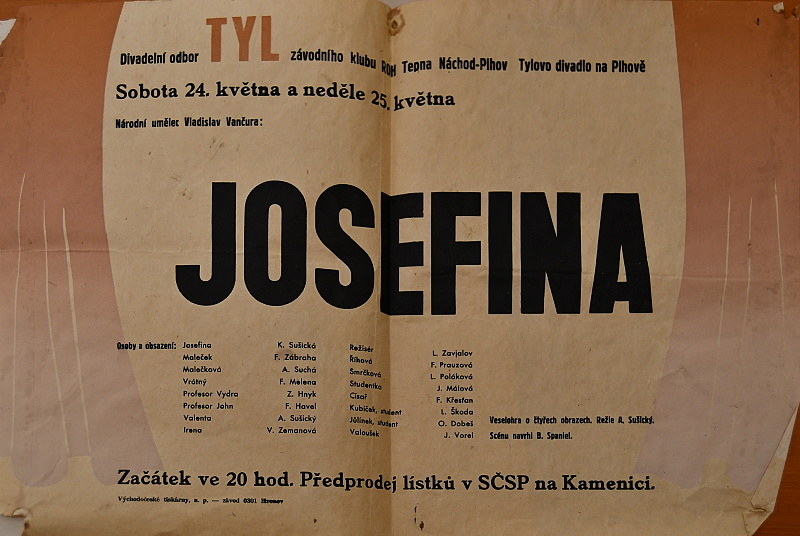 Divadelní odbor TYL závodního klubu ROH Tepna Náchod-Plhov Tylovo divadlo na Plhově
Sobota 24. května a neděle 25. května
Národní umělec Vladislav Vančura:
JOSEFINA
Osoby a obsazení: Josefina K. Sušická Režisér L. Zavjalov
Maleček F. Zábraha Říhová F. Prauzová
Malečková A. Suchá Smrčková L. Poláková
Vrátný F. Melena Studentka J. Málová
Profesor Vydra Z. Hnyk Císař F. Křesťan
Profesor John F. Havel Kubíček, student L. Škoda
Valenta A. Sušický Julínek, student O. Dobeš
Irena V. Zemanová Valoušek J. Vorel
Veselohra o čtyřech obrazech. Režie A. Sušický.
Scénu navrhl B. Španiel.
Začátek ve 20 hod. Předprodej lístků v SČSP na Kamenici.
Východočeské tiskárny, n. p. — závod 0301 Hronov